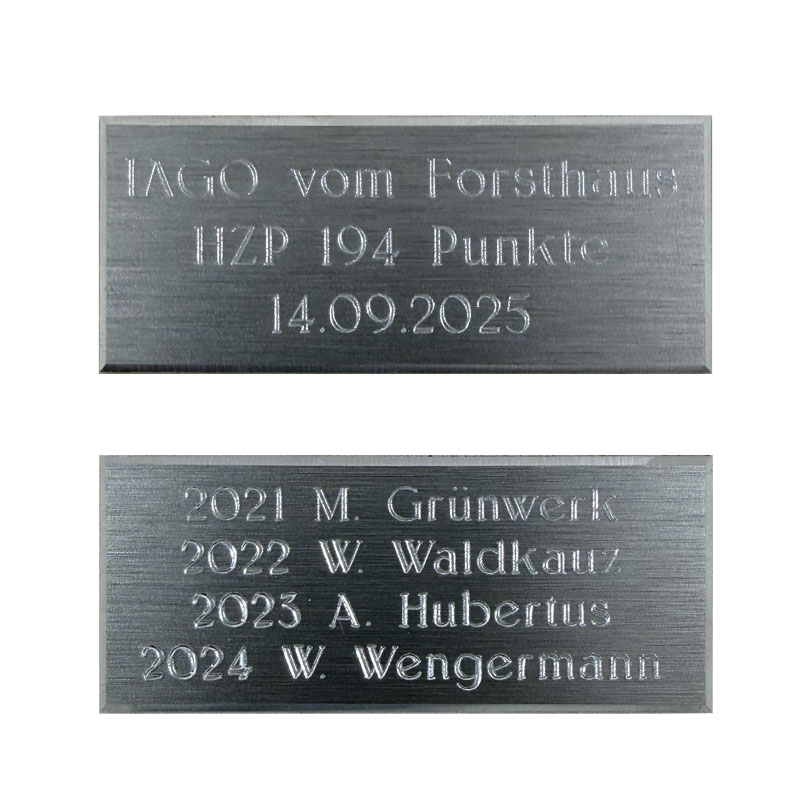 IAGO vom Forsthaus
HZP 194 Punkte
14.09.2025
2021 M. Grünwerk
2022 W. Waldkauz
2023 A. Hubertus
2024 W. Wengermann